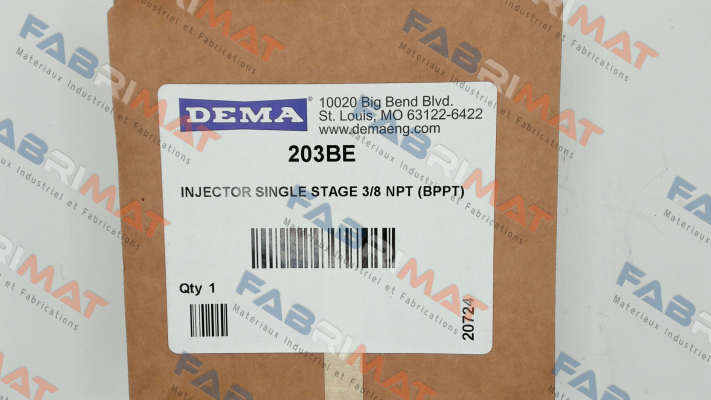 DEMA®
10020 Big Bend Blvd.
St. Louis, MO 63122-6422
www.demaeng.com
203BE
INJECTOR SINGLE STAGE 3/8 NPT (BPPT)
Qty 1
20724
FABRIMAT
Matériaux Industriel et Fabrications